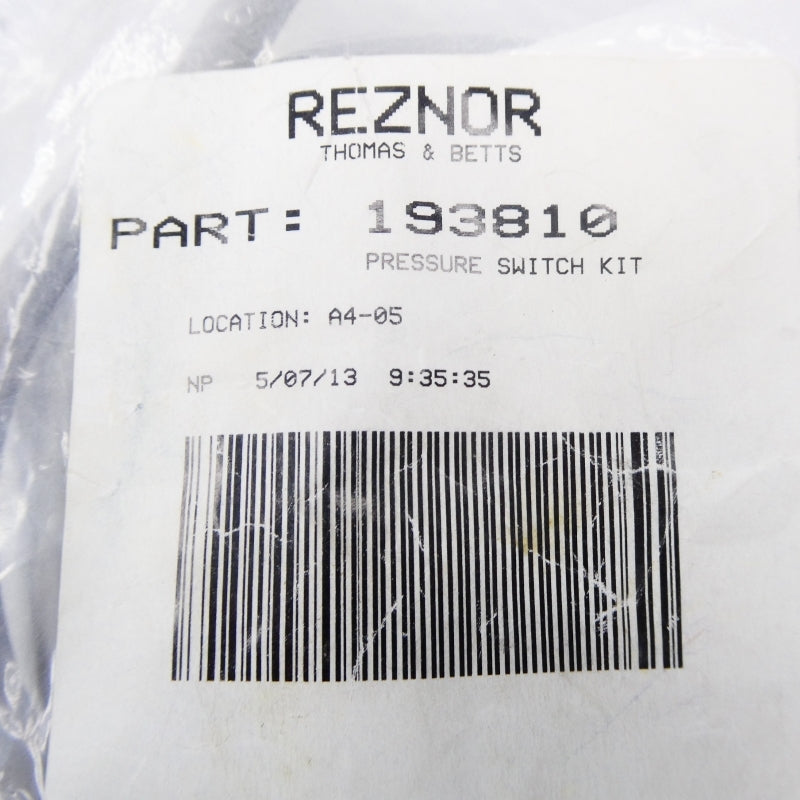 REZNOR
THOMAS & BETTS
PART: 193810
PRESSURE SWITCH KIT
LOCATION: A4-05
NP 5/07/13 9:35:35